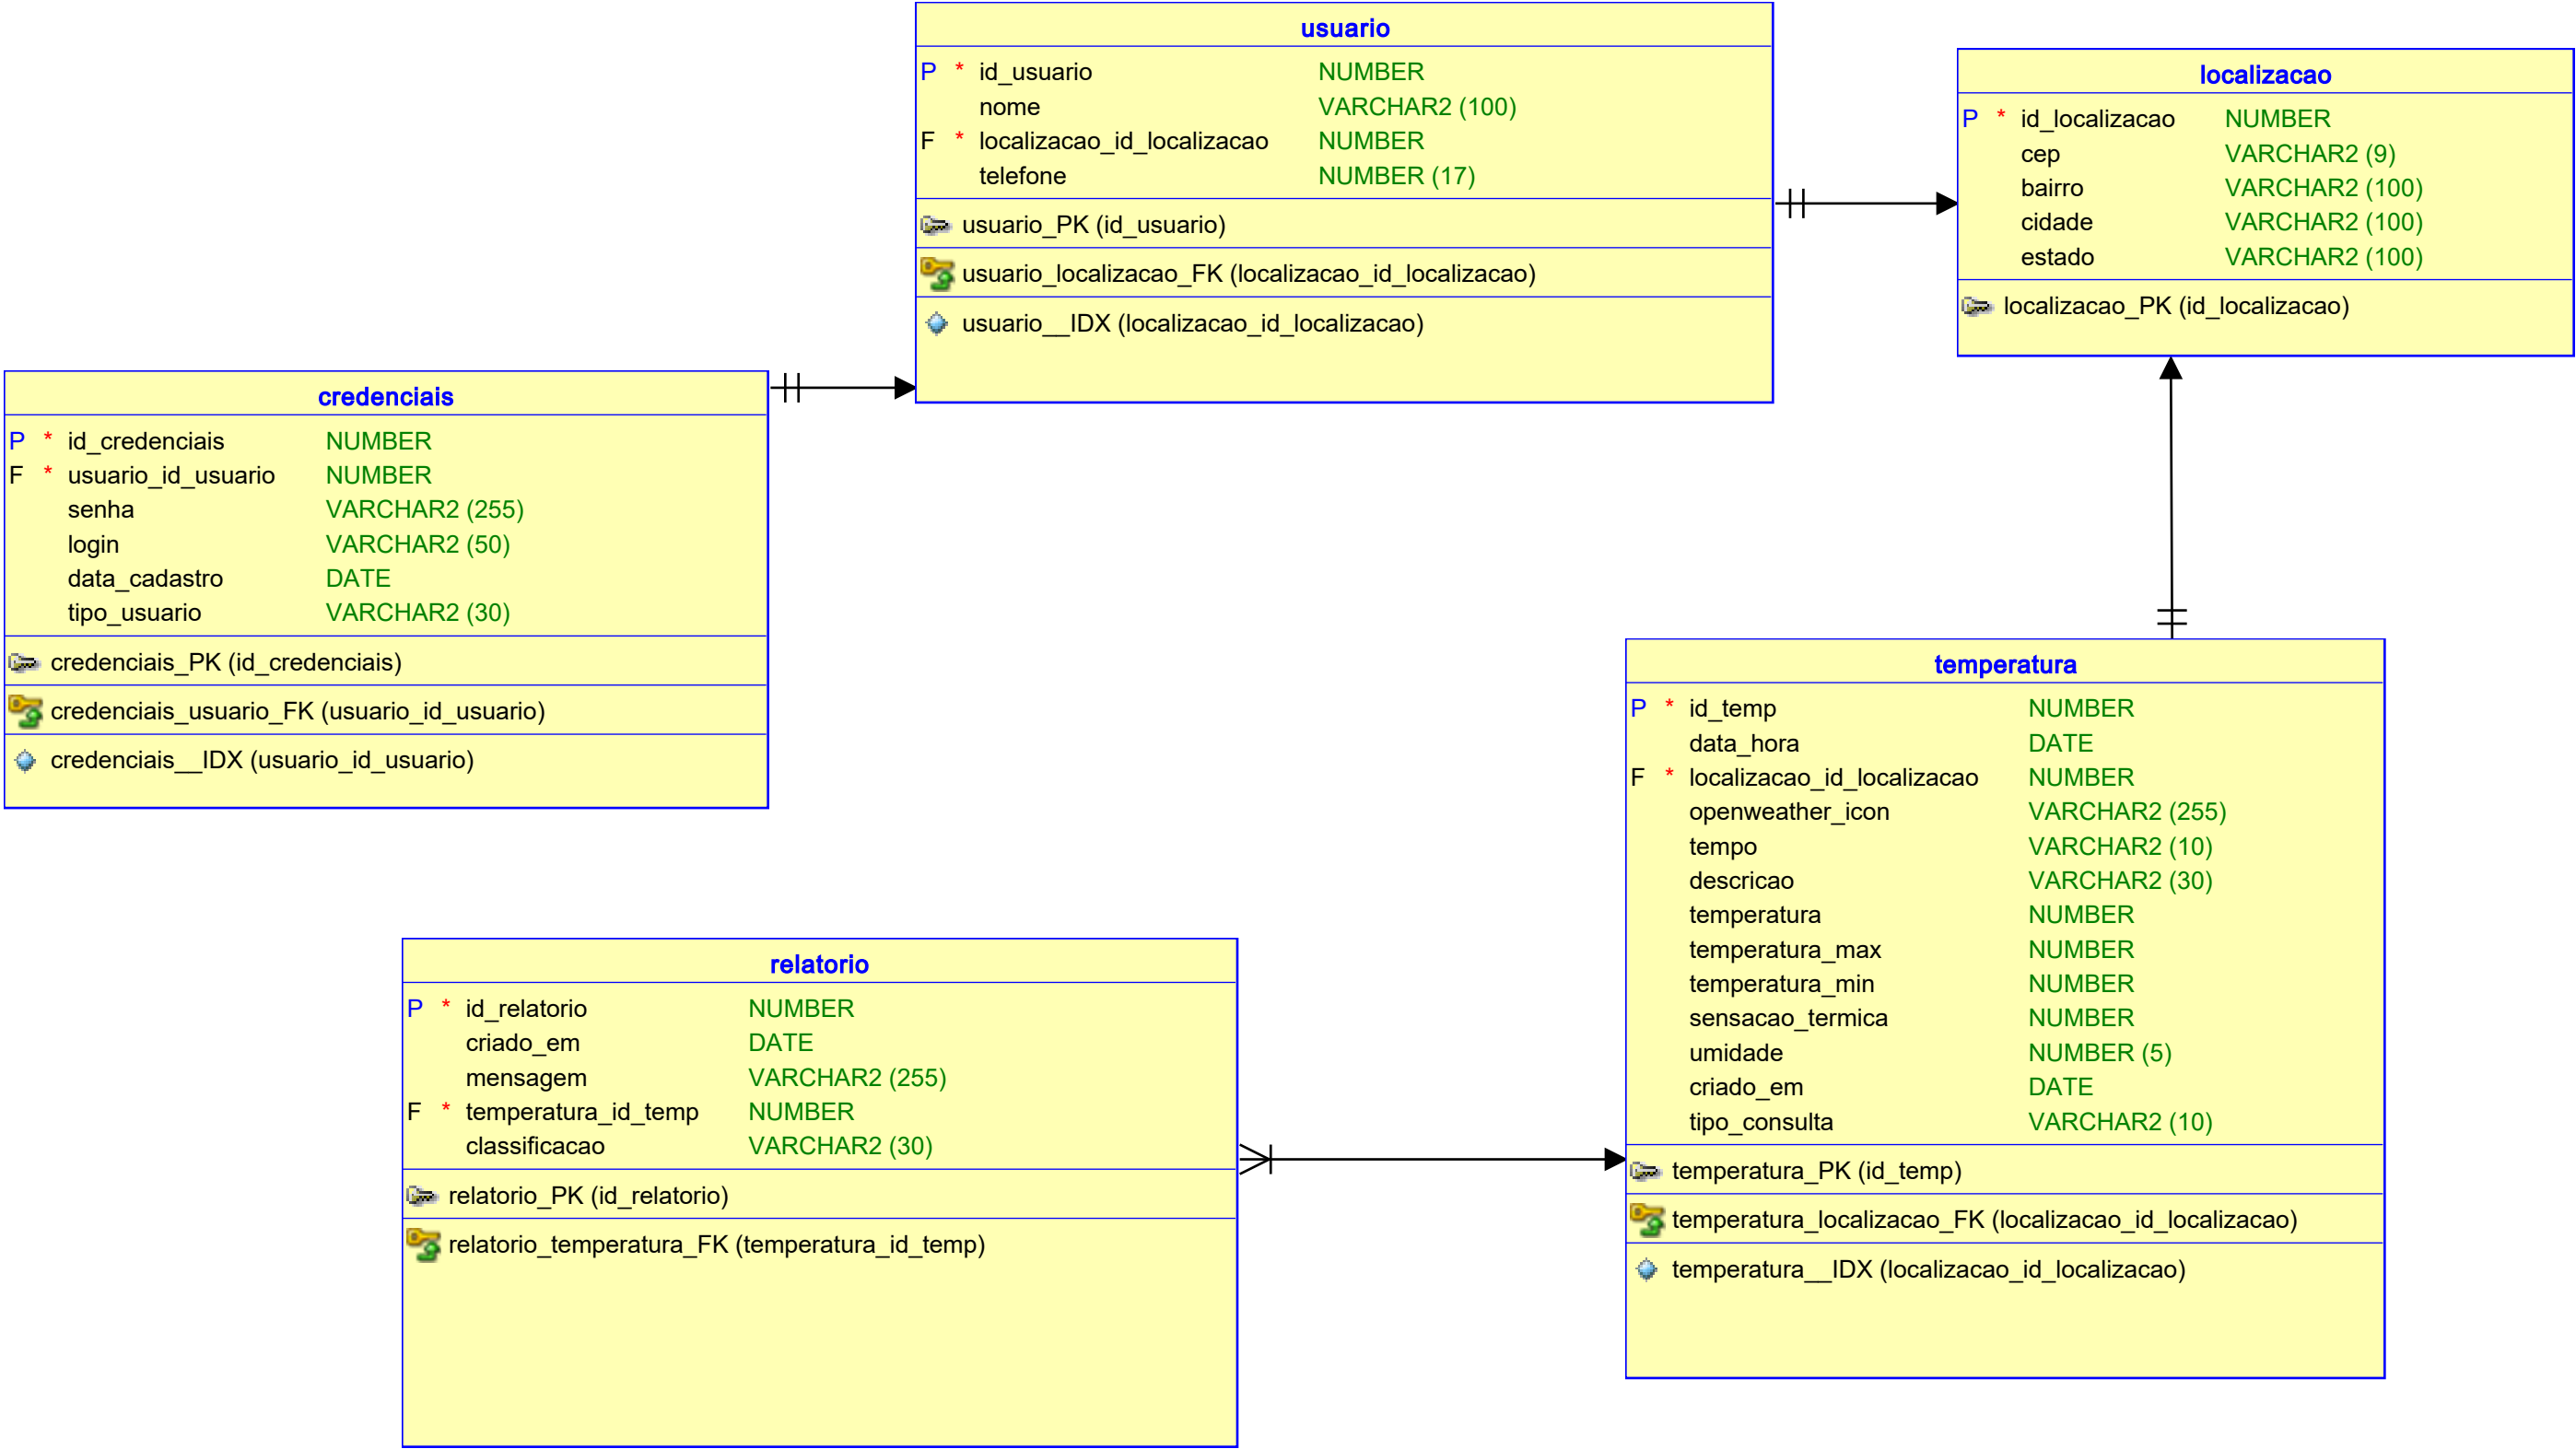 usuario
P * id_usuario NUMBER
nome VARCHAR2 (100)
F * localizacao_id_localizacao NUMBER
telefone NUMBER (17)
usuario_PK (id_usuario)
usuario_localizacao_FK (localizacao_id_localizacao)
usuario__IDX (localizacao_id_localizacao)
localizacao
P * id_localizacao NUMBER
cep VARCHAR2 (9)
bairro VARCHAR2 (100)
cidade VARCHAR2 (100)
estado VARCHAR2 (100)
localizacao_PK (id_localizacao)
credenciais
P * id_credenciais NUMBER
F * usuario_id_usuario NUMBER
senha VARCHAR2 (255)
login VARCHAR2 (50)
data_cadastro DATE
tipo_usuario VARCHAR2 (30)
credenciais_PK (id_credenciais)
credenciais_usuario_FK (usuario_id_usuario)
credenciais__IDX (usuario_id_usuario)
temperatura
P * id_temp NUMBER
data_hora DATE
F * localizacao_id_localizacao NUMBER
openweather_icon VARCHAR2 (255)
tempo VARCHAR2 (10)
descricao VARCHAR2 (30)
temperatura NUMBER
temperatura_max NUMBER
temperatura_min NUMBER
sensacao_termica NUMBER
umidade NUMBER (5)
criado_em DATE
tipo_consulta VARCHAR2 (10)
temperatura_PK (id_temp)
temperatura_localizacao_FK (localizacao_id_localizacao)
temperatura__IDX (localizacao_id_localizacao)
relatorio
P * id_relatorio NUMBER
criado_em DATE
mensagem VARCHAR2 (255)
F * temperatura_id_temp NUMBER
classificacao VARCHAR2 (30)
relatorio_PK (id_relatorio)
relatorio_temperatura_FK (temperatura_id_temp)